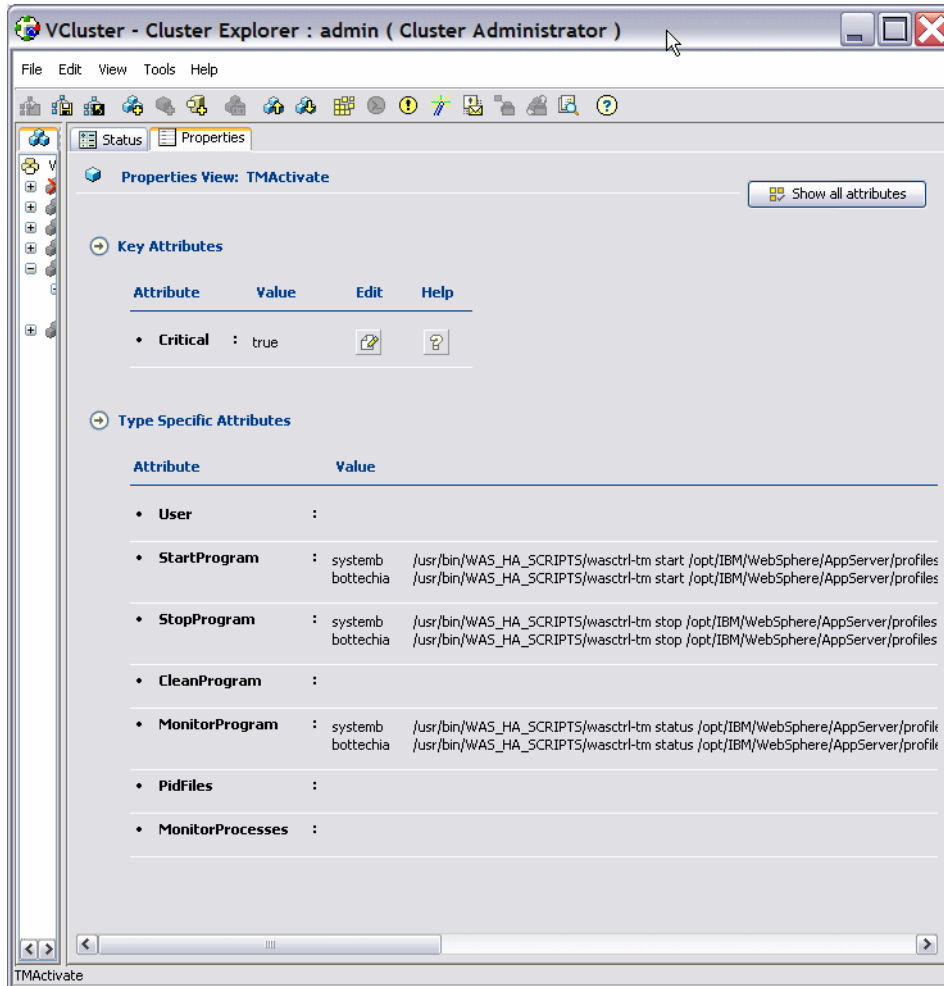 VCluster - Cluster Explorer : admin ( Cluster Administrator )
File Edit View Tools Help
Status Properties
Properties View: TMActivate
Show all attributes
Key Attributes
Attribute Value Edit Help
• Critical : true
Type Specific Attributes
Attribute Value
• User :
• StartProgram : systemb /usr/bin/WAS_HA_SCRIPTS/wasctrl-tm start /opt/IBM/WebSphere/AppServer/profiles
bottechia /usr/bin/WAS_HA_SCRIPTS/wasctrl-tm start /opt/IBM/WebSphere/AppServer/profiles
• StopProgram : systemb /usr/bin/WAS_HA_SCRIPTS/wasctrl-tm stop /opt/IBM/WebSphere/AppServer/profiles
bottechia /usr/bin/WAS_HA_SCRIPTS/wasctrl-tm stop /opt/IBM/WebSphere/AppServer/profiles
• CleanProgram :
• MonitorProgram : systemb /usr/bin/WAS_HA_SCRIPTS/wasctrl-tm status /opt/IBM/WebSphere/AppServer/profile
bottechia /usr/bin/WAS_HA_SCRIPTS/wasctrl-tm status /opt/IBM/WebSphere/AppServer/profile
• PidFiles :
• MonitorProcesses :
TMActivate